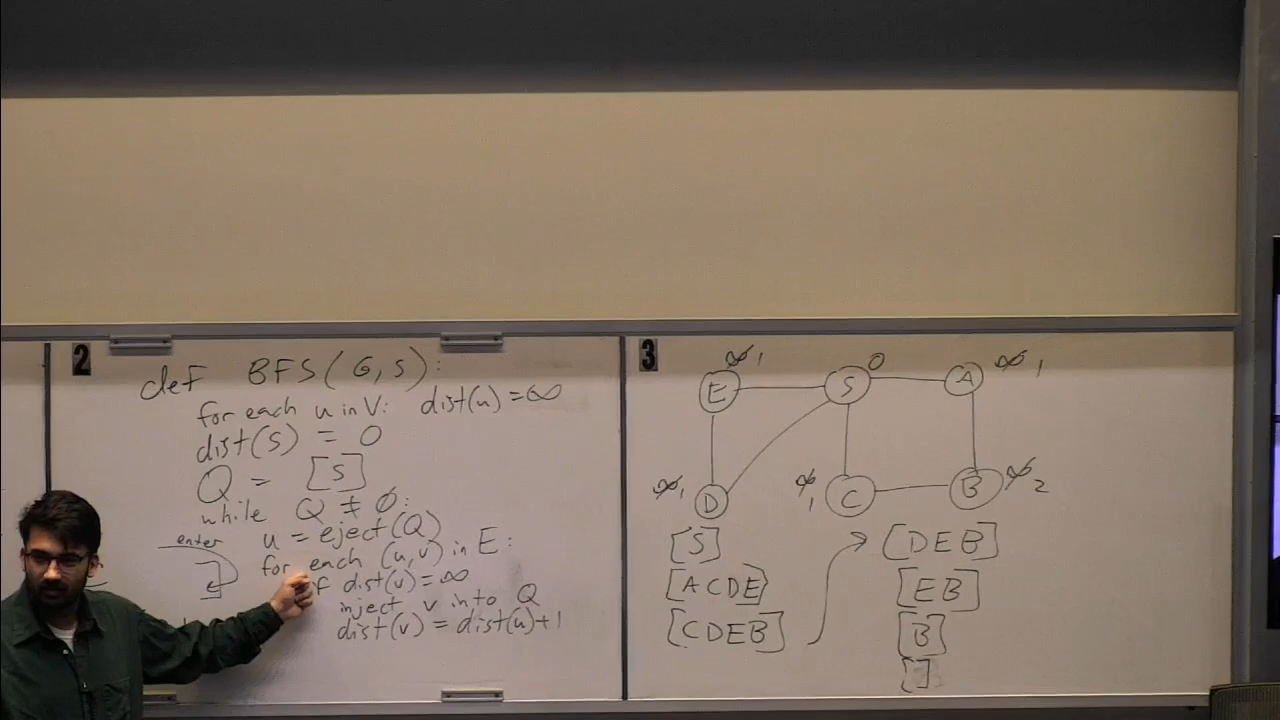 2
def BFS(G,S):
for each u in V: dist(u)=∞
dist(S) = 0
Q = [S]
while Q ≠ ∅:
u = eject(Q)
for each (u,v) in E:
if dist(v)=∞
inject v into Q
dist(v) = dist(u)+1
enter
3
∞ 1 0 ∞ 1
E S A
∞ 1 ∞ 1 ∞ 2
D C B
[S]
[ACDE]
[CDEB]
[DEB]
[EB]
[B]
[]